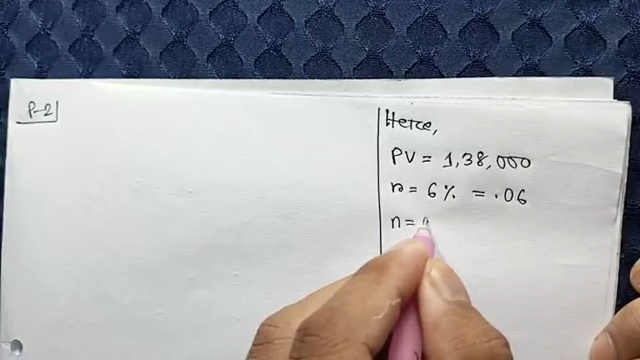 P-2
Here,
PV = 1,38,000
r = 6% = .06
n =